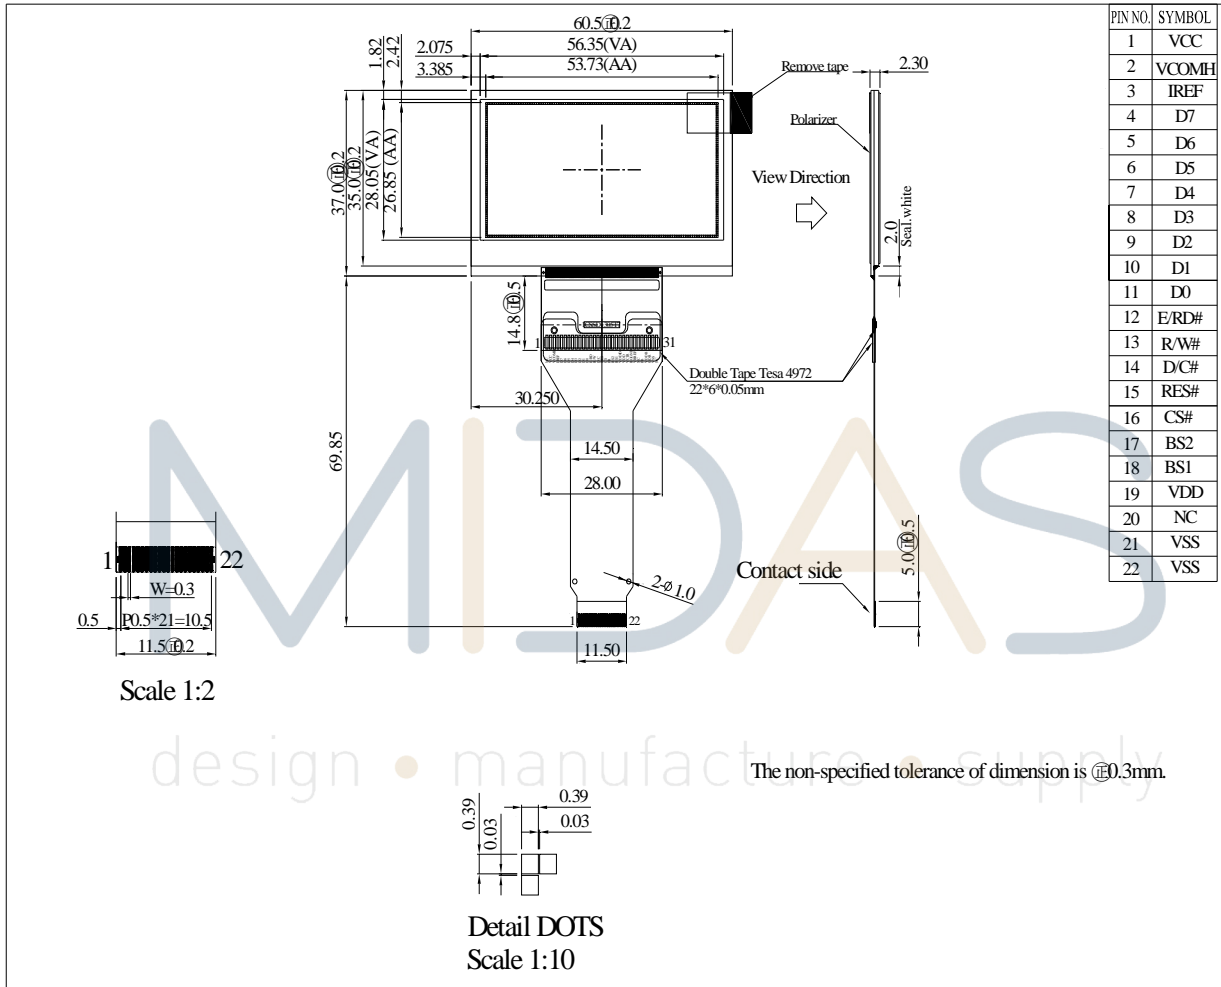 60.5㊣0.2
56.35(VA)
53.73(AA)
2.075
3.385
1.82
2.42
37.0㊣0.2
35.0㊣0.2
28.05(VA)
26.85 (AA)
Remove tape
2.30
Polarizer
View Direction
2.0
Seal.white
14.8㊣0.5
1
31
Double Tape Tesa 4972
22*6*0.05mm
30.250
69.85
14.50
28.00
2-ϕ1.0
1
22
11.50
Contact side
5.0㊣0.5
1
22
W=0.3
0.5
P0.5*21=10.5
11.5㊣0.2
Scale 1:2
MIDAS
design • manufacture • supply
The non-specified tolerance of dimension is ㊣0.3mm.
0.39
0.03
0.39
0.03
Detail DOTS
Scale 1:10
PIN NO. SYMBOL
1 VCC
2 VCOMH
3 IREF
4 D7
5 D6
6 D5
7 D4
8 D3
9 D2
10 D1
11 D0
12 E/RD#
13 R/W#
14 D/C#
15 RES#
16 CS#
17 BS2
18 BS1
19 VDD
20 NC
21 VSS
22 VSS